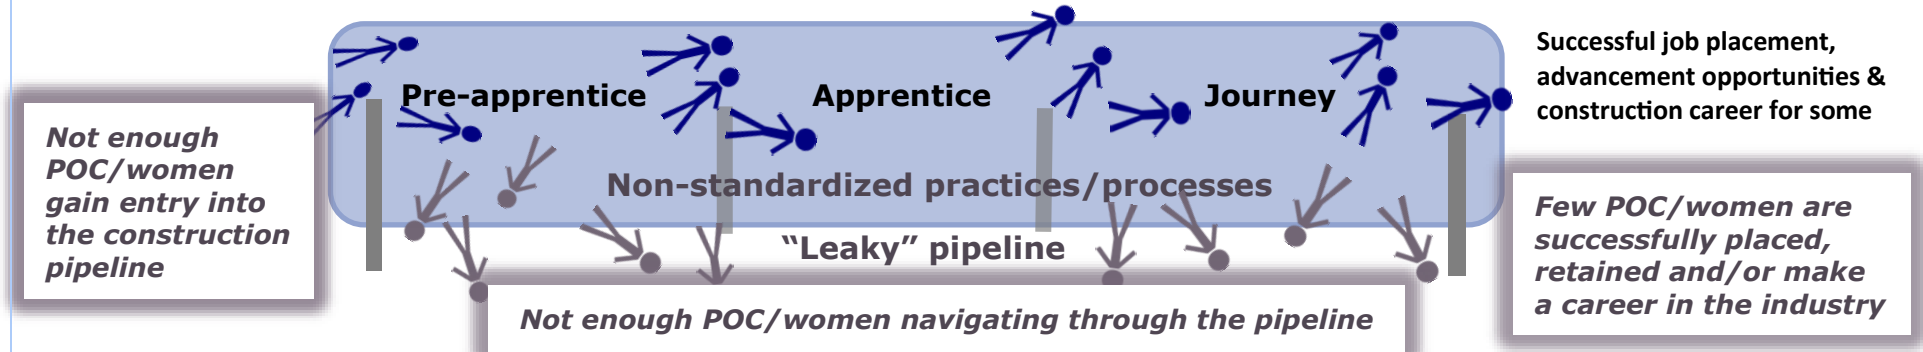 Successful job placement,
advancement opportunities &
construction career for some
Pre-apprentice
Apprentice
Journey
Not enough
POC/women
gain entry into
the construction
pipeline
Non-standardized practices/processes
“Leaky” pipeline
Few POC/women are
successfully placed,
retained and/or make
a career in the industry
Not enough POC/women navigating through the pipeline